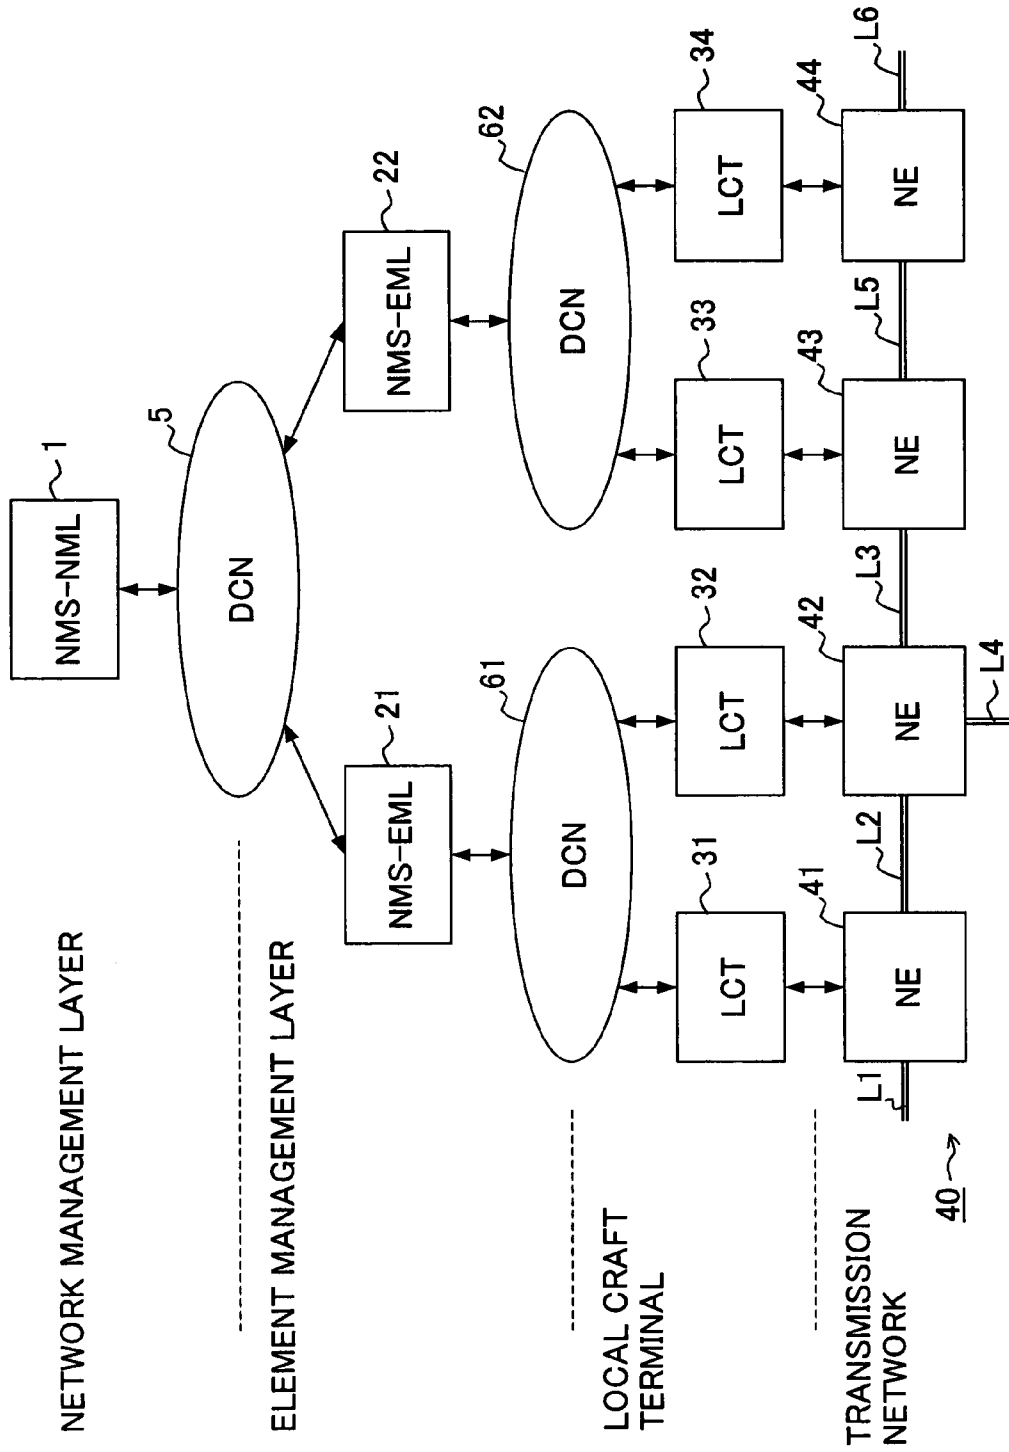 NETWORK MANAGEMENT LAYER
NMS-NML
1
DCN
5
ELEMENT MANAGEMENT LAYER
NMS-EML
21
NMS-EML
22
DCN
61
DCN
62
LOCAL CRAFT
TERMINAL
LCT
31
LCT
32
LCT
33
LCT
34
TRANSMISSION
NETWORK
40
L1
NE
41
L2
NE
42
L3
L4
NE
43
L5
NE
44
L6